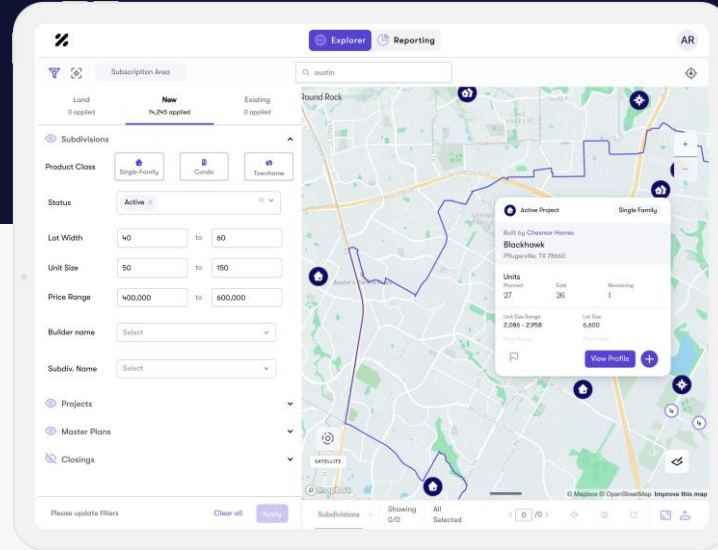 Explorer
Reporting
AR
Subscription Area
austin
Land
0 applied
New
14,245 applied
Existing
0 applied
Subdivisions
Product Class
Single-Family
Condo
Townhome
Status
Active ×
Lot Width
40 to 60
Unit Size
50 to 150
Price Range
400,000 to 600,000
Builder name
Select
Subdiv. Name
Select
Projects
Master Plans
Closings
Please update filters
Clear all
Apply
Round Rock
Active Project
Single Family
Built by Chesmar Homes
Blackhawk
Pflugerville, TX 78660
Units
Planned Sold Remaining
27 26 1
Unit Size Range Lot Size
2,086 - 2,958 6,600
View Profile
4
4
SATELLITE
mapbox
© Mapbox © OpenStreetMap Improve this map
Subdivisions
Showing
0/0
All
Selected
0 /0